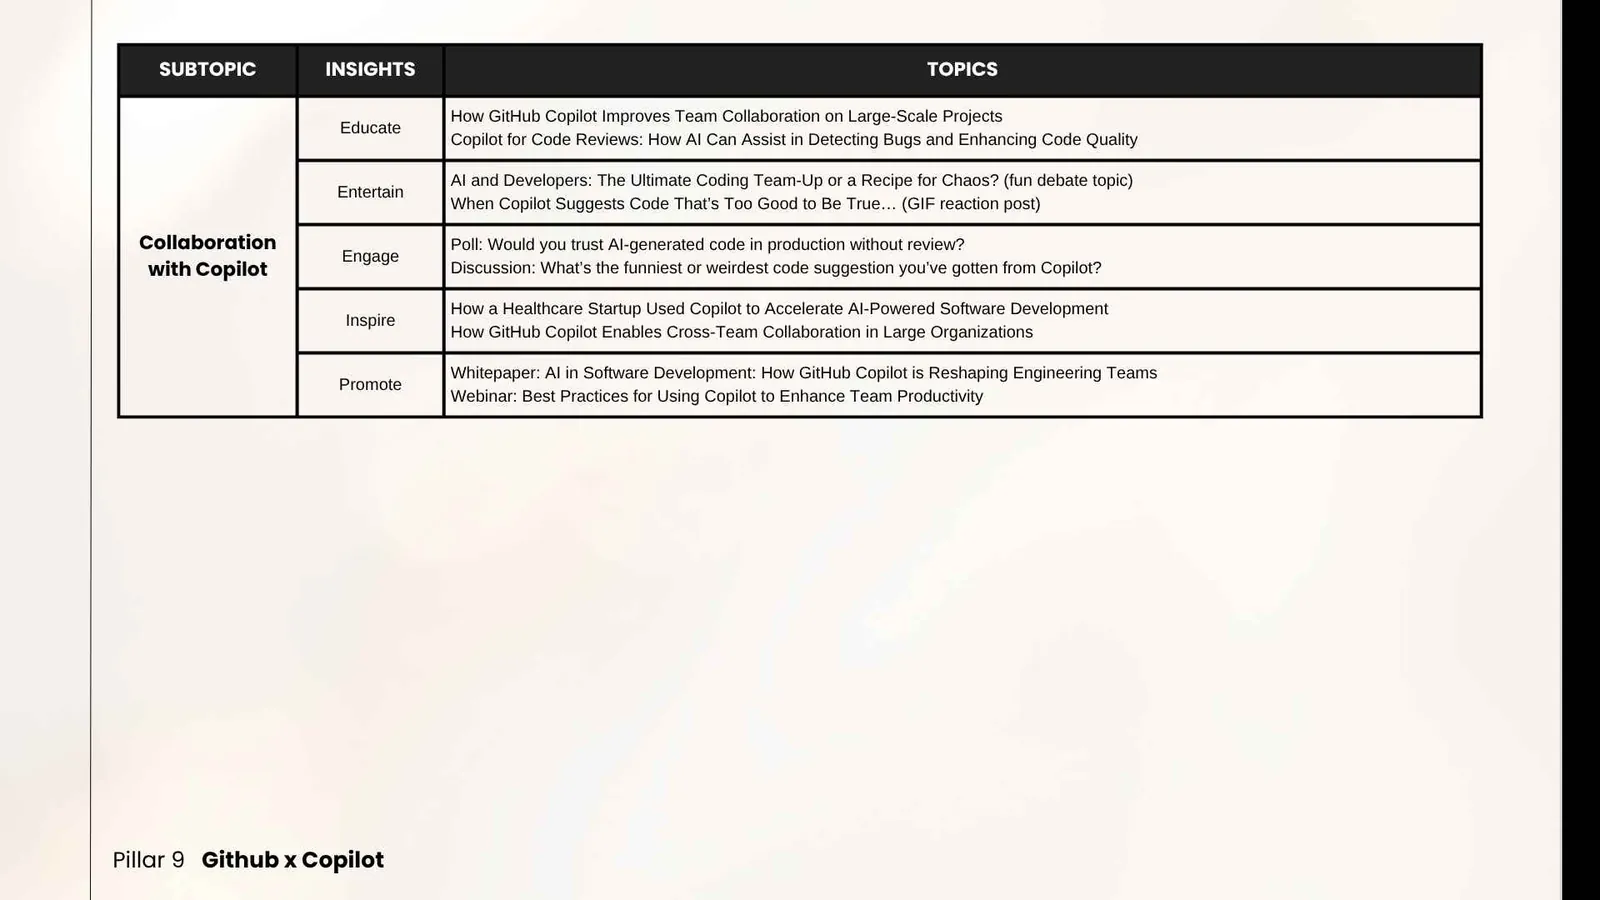 SUBTOPIC INSIGHTS TOPICS
Collaboration
with Copilot
Educate
How GitHub Copilot Improves Team Collaboration on Large-Scale Projects
Copilot for Code Reviews: How AI Can Assist in Detecting Bugs and Enhancing Code Quality
Entertain
AI and Developers: The Ultimate Coding Team-Up or a Recipe for Chaos? (fun debate topic)
When Copilot Suggests Code That’s Too Good to Be True… (GIF reaction post)
Engage
Poll: Would you trust AI-generated code in production without review?
Discussion: What’s the funniest or weirdest code suggestion you’ve gotten from Copilot?
Inspire
How a Healthcare Startup Used Copilot to Accelerate AI-Powered Software Development
How GitHub Copilot Enables Cross-Team Collaboration in Large Organizations
Promote
Whitepaper: AI in Software Development: How GitHub Copilot is Reshaping Engineering Teams
Webinar: Best Practices for Using Copilot to Enhance Team Productivity
Pillar 9 Github x Copilot